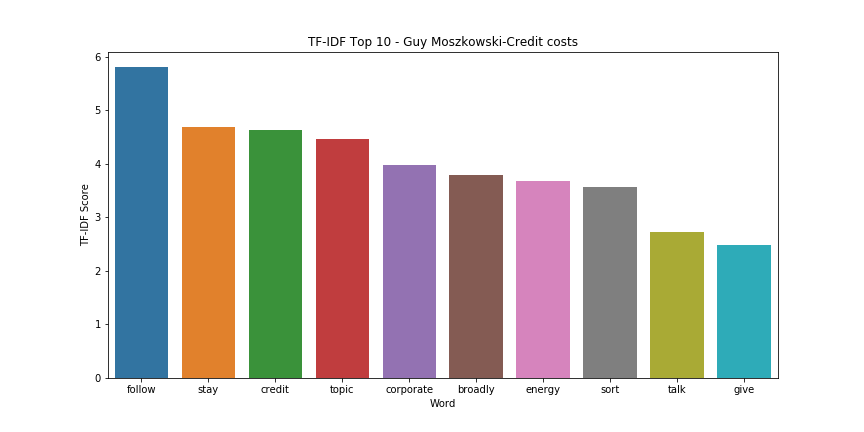 TF-IDF Top 10 - Guy Moszkowski-Credit costs
TF-IDF Score
6
5
4
3
2
1
0
follow stay credit topic corporate broadly energy sort talk give
Word